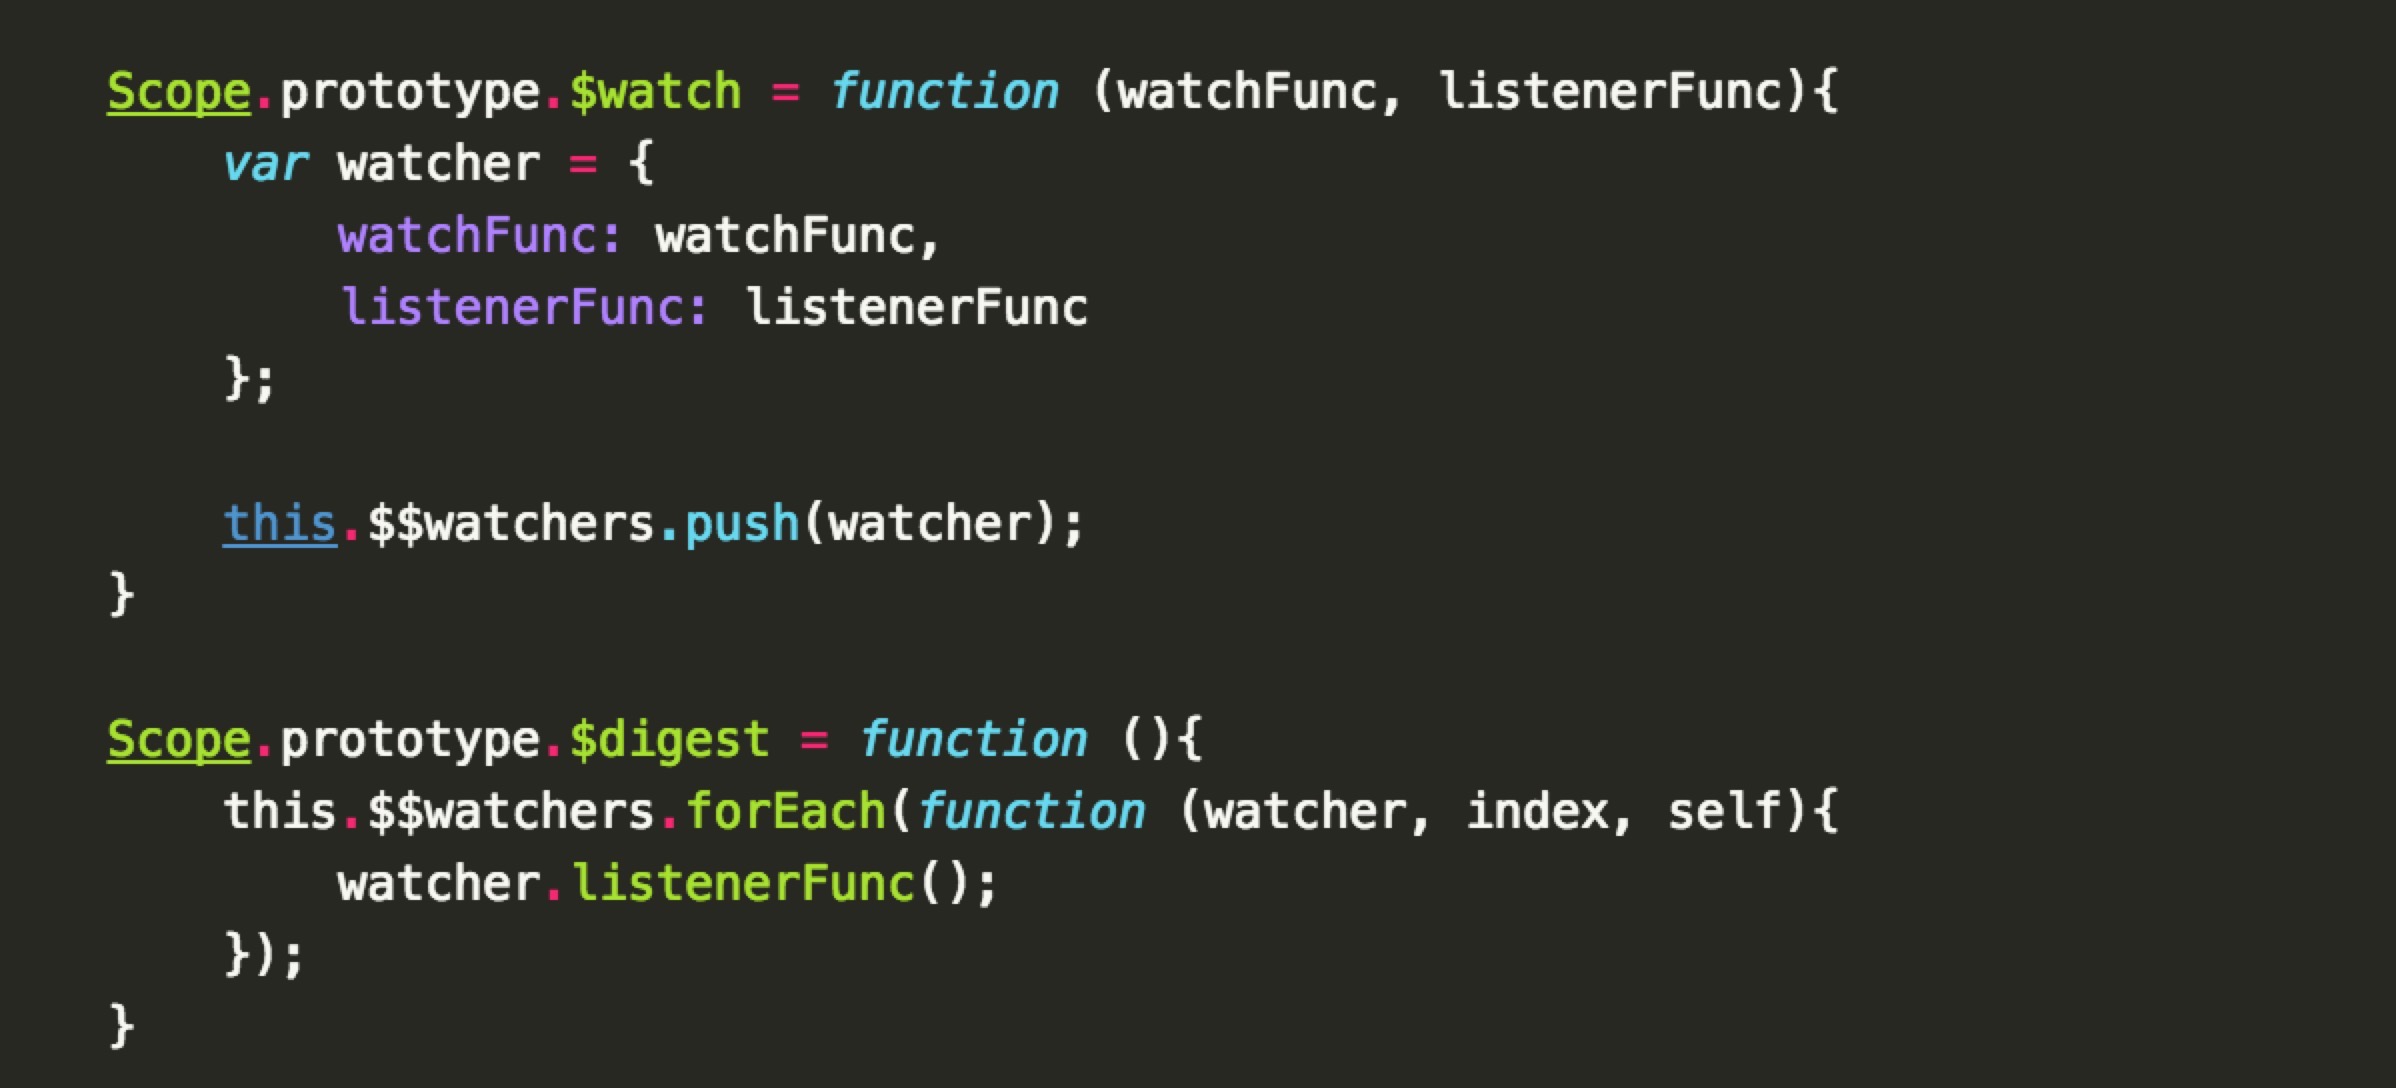 Scope.prototype.$watch = function (watchFunc, listenerFunc){
    var watcher = {
        watchFunc: watchFunc,
        listenerFunc: listenerFunc
    };
    this.$$watchers.push(watcher);
}
Scope.prototype.$digest = function (){
    this.$$watchers.forEach(function (watcher, index, self){
        watcher.listenerFunc();
    });
}